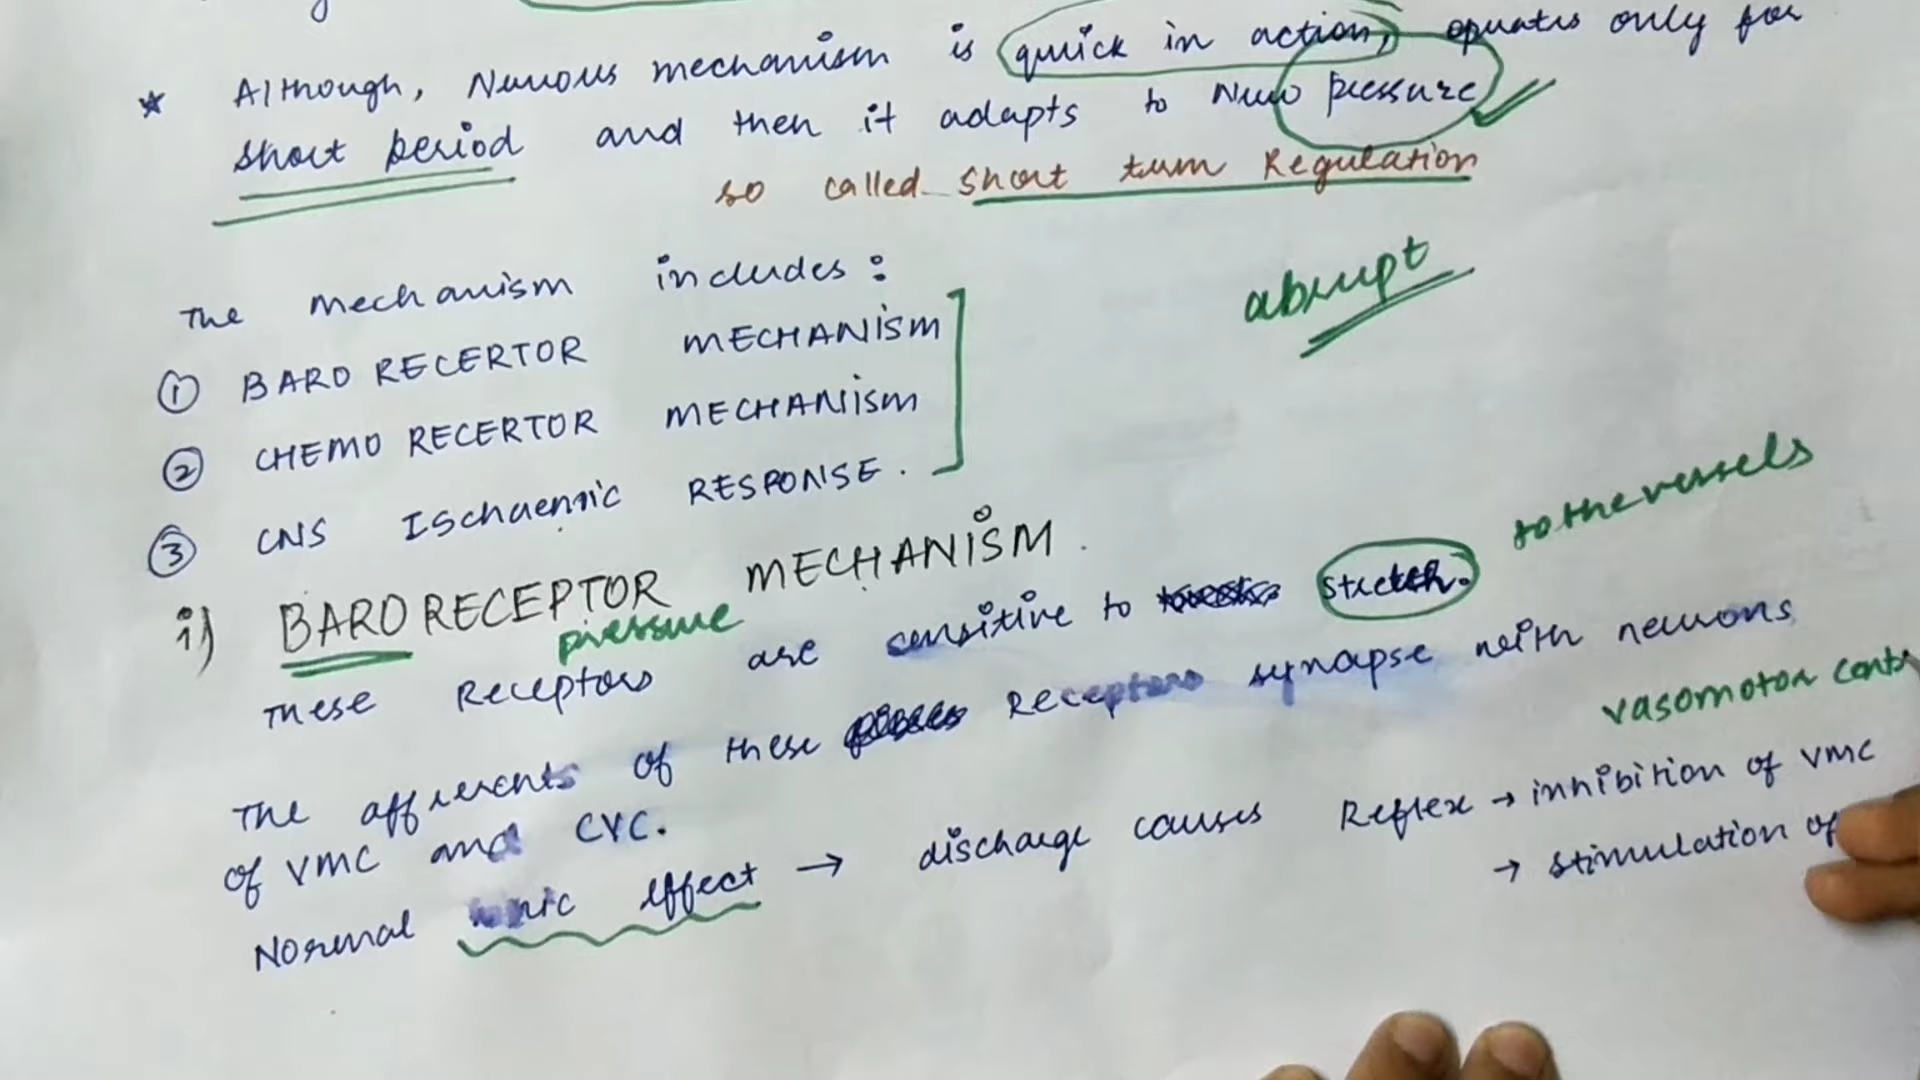 * Although, Nervous mechanism is quick in action, operates only for
short period and then it adapts to New pressure
so called short term Regulation
abrupt
The mechanism includes :
① BARO RECERTOR MECHANISM
② CHEMO RECERTOR MECHANISM
③ CNS Ischaemic RESPONSE.
i) BARORECEPTOR MECHANISM.
pressure
to the vessels
These Receptors are sensitive to stretch.
The afferents of these Receptors synapse with neurons
of VMC and CVC.
vasomotor cent
Normal effect → discharge causes Reflex → inhibition of VMC
→ stimulation of